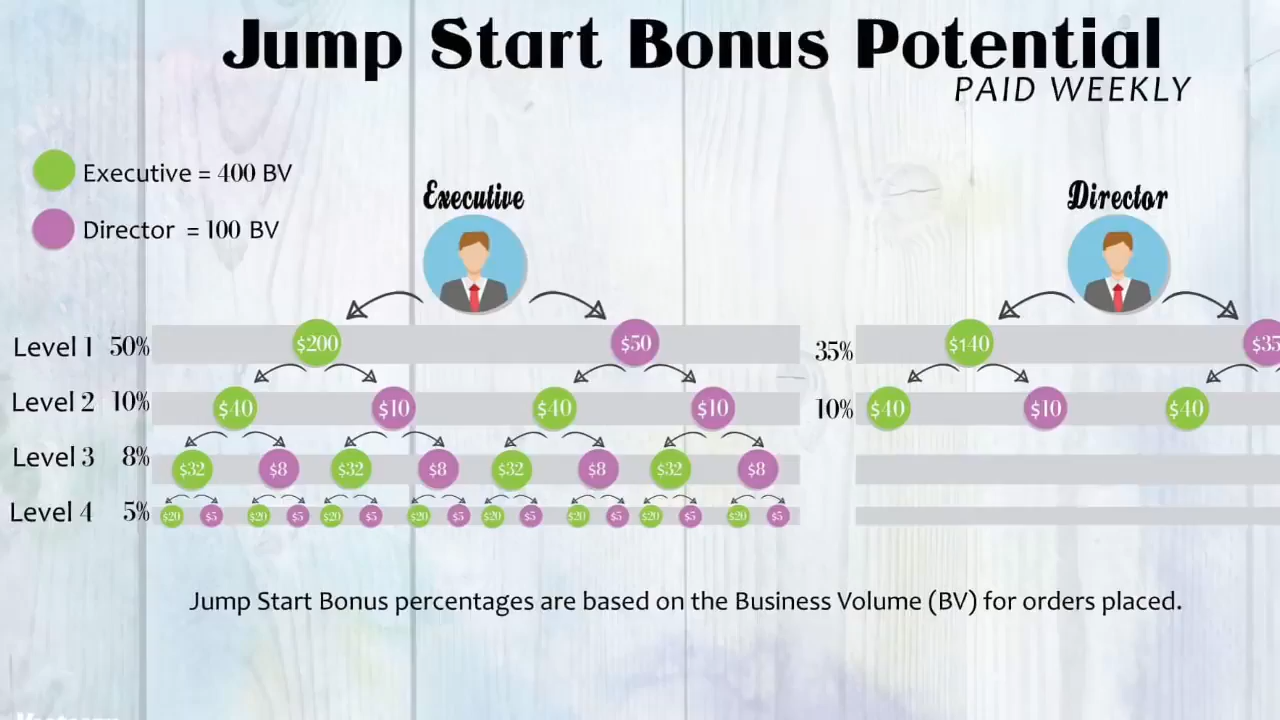 Jump Start Bonus Potential
PAID WEEKLY
Executive = 400 BV
Director = 100 BV
Executive
Director
Level 1 50% $200 $50 35% $140 $35
Level 2 10% $40 $10 $40 $10 10% $40 $10 $40
Level 3 8% $32 $8 $32 $8 $32 $8 $32 $8
Level 4 5% $20 $5 $20 $5 $20 $5 $20 $5 $20 $5 $20 $5 $20 $5 $20 $5
Jump Start Bonus percentages are based on the Business Volume (BV) for orders placed.